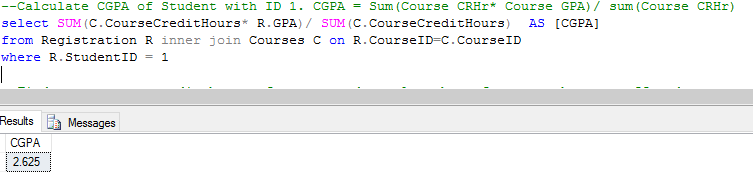 --Calculate CGPA of Student with ID 1. CGPA = Sum(Course CRHr* Course GPA)/ sum(Course CRHr)
select SUM(C.CourseCreditHours* R.GPA)/ SUM(C.CourseCreditHours)  AS [CGPA]
from Registration R inner join Courses C on R.CourseID=C.CourseID
where R.StudentID = 1
Results Messages
CGPA
2.625